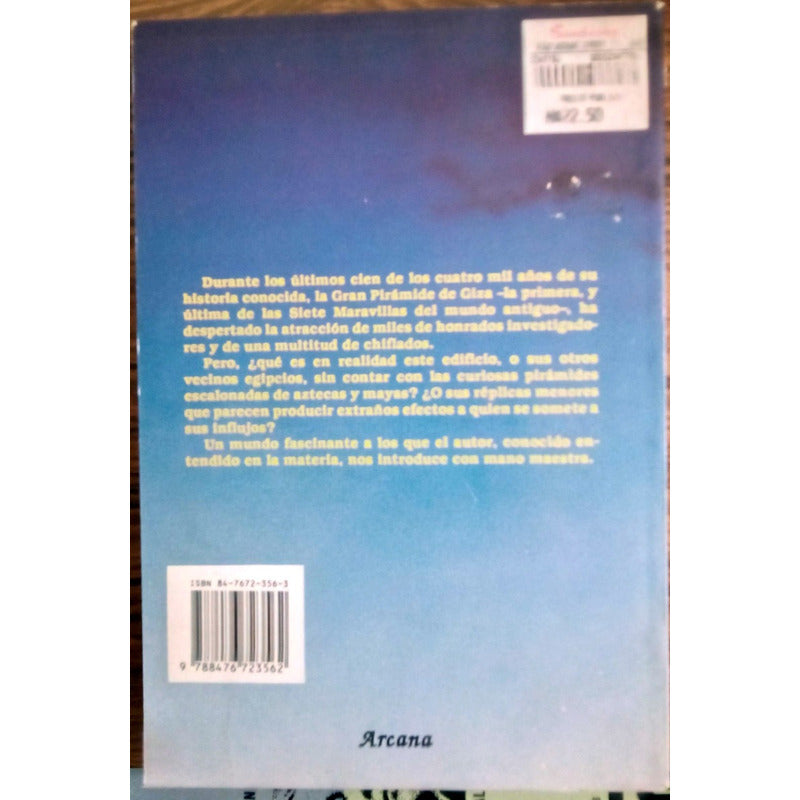 2.50
Durante los últimos cien de los cuatro mil años de su
historia conocida, la Gran Pirámide de Giza –la primera, y
última de las Siete Maravillas del mundo antiguo–, ha
despertado la atracción de miles de honrados investigado-
res y de una multitud de chiflados.
Pero, ¿qué es en realidad este edificio, o sus otros
vecinos egipcios, sin contar con las curiosas pirámides
escalonadas de aztecas y mayas? ¿O sus réplicas menores
que parecen producir extraños efectos a quien se somete a
sus influjos?
Un mundo fascinante a los que el autor, conocido en-
tendido en la materia, nos introduce con mano maestra.
ISBN 84-7672-356-3
9 788476 723562
Arcana